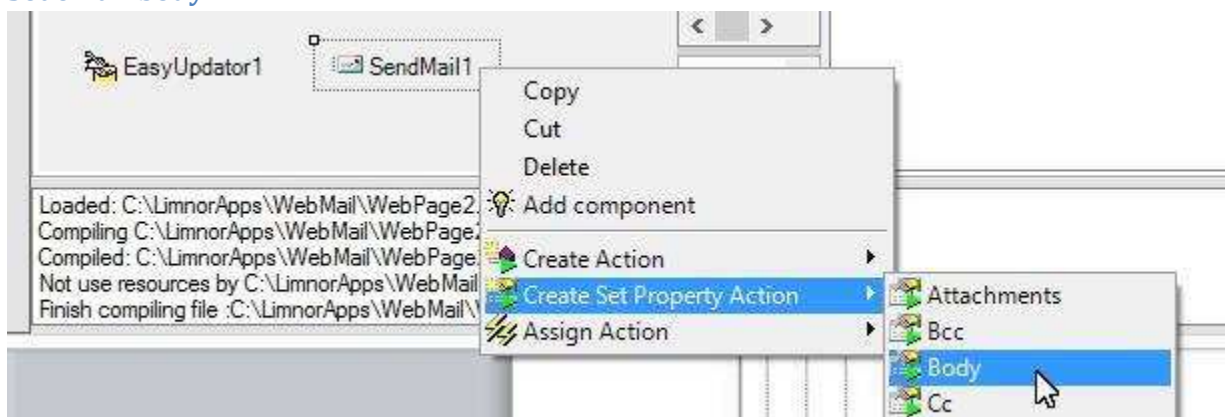 EasyUpdator1
SendMail1
Copy
Cut
Delete
Add component
Create Action
Create Set Property Action
Assign Action
Attachments
Bcc
Body
Cc
Loaded: C:\LimnorApps\WebMail\WebPage2.
Compiling C:\LimnorApps\WebMail\WebPage2
Compiled: C:\LimnorApps\WebMail\WebPage
Not use resources by C:\LimnorApps\WebMail
Finish compiling file :C:\LimnorApps\WebMail\